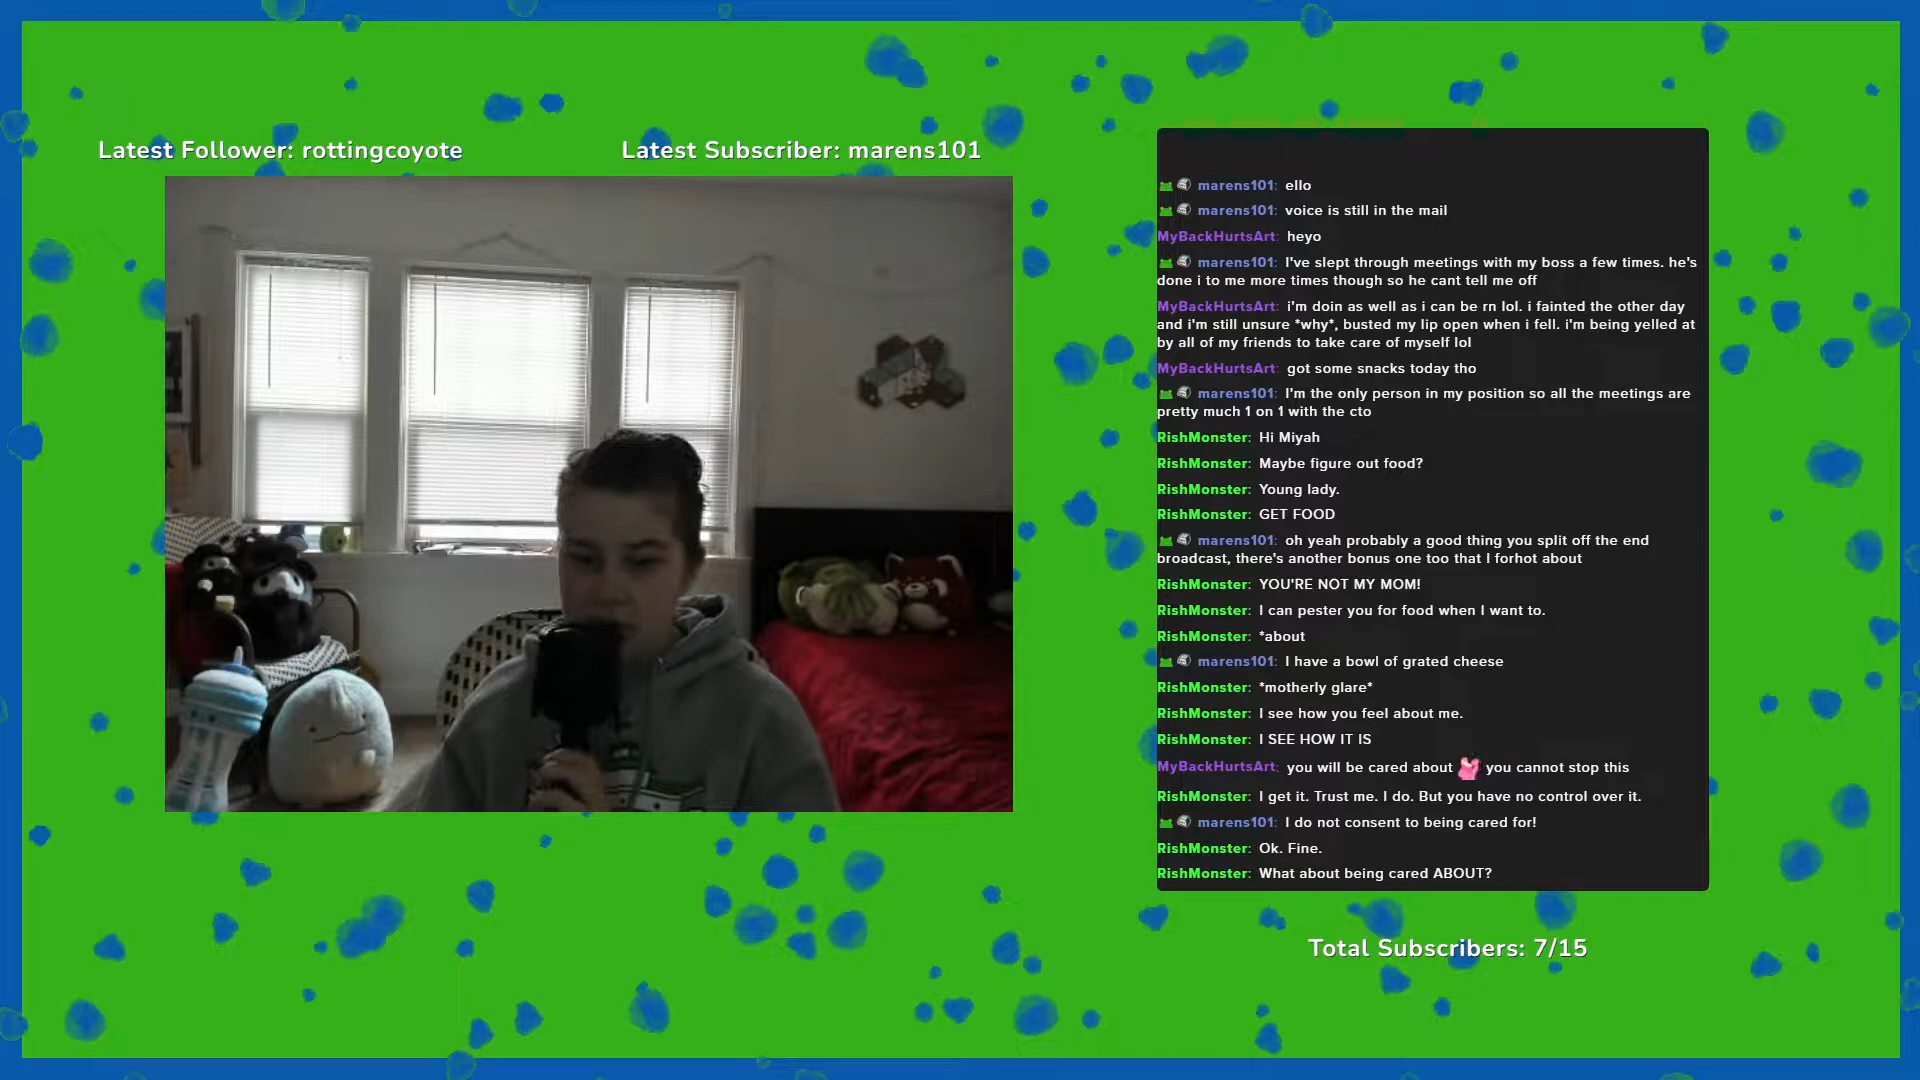 Latest Follower: rottingcoyote
Latest Subscriber: marens101
marens101: ello
marens101: voice is still in the mail
MyBackHurtsArt: heyo
marens101: I've slept through meetings with my boss a few times. he's
done i to me more times though so he cant tell me off
MyBackHurtsArt: i'm doin as well as i can be rn lol. i fainted the other day
and i'm still unsure *why*, busted my lip open when i fell. i'm being yelled at
by all of my friends to take care of myself lol
MyBackHurtsArt: got some snacks today tho
marens101: I'm the only person in my position so all the meetings are
pretty much 1 on 1 with the cto
RishMonster: Hi Miyah
RishMonster: Maybe figure out food?
RishMonster: Young lady.
RishMonster: GET FOOD
marens101: oh yeah probably a good thing you split off the end
broadcast, there's another bonus one too that I forhot about
RishMonster: YOU'RE NOT MY MOM!
RishMonster: I can pester you for food when I want to.
RishMonster: *about
marens101: I have a bowl of grated cheese
RishMonster: *motherly glare*
RishMonster: I see how you feel about me.
RishMonster: I SEE HOW IT IS
MyBackHurtsArt: you will be cared about you cannot stop this
RishMonster: I get it. Trust me. I do. But you have no control over it.
marens101: I do not consent to being cared for!
RishMonster: Ok. Fine.
RishMonster: What about being cared ABOUT?
Total Subscribers: 7/15